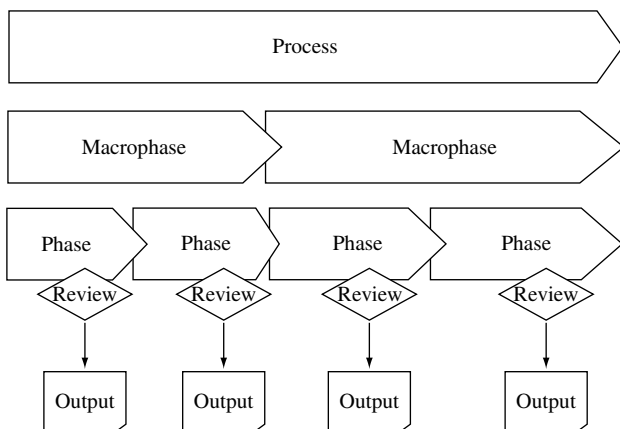 Process
Macrophase Macrophase
Phase Phase Phase Phase
Review Review Review Review
Output Output Output Output